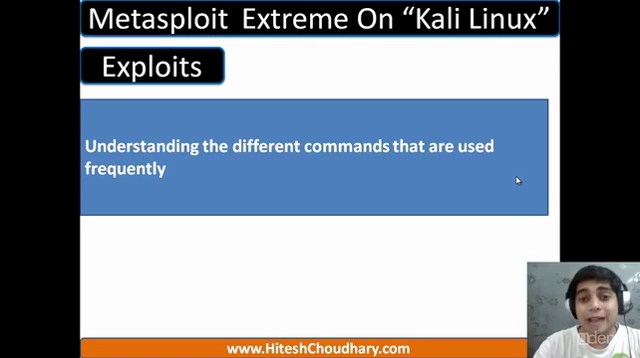 Metasploit Extreme On “Kali Linux”
Exploits
Understanding the different commands that are used
frequently
www.HiteshChoudhary.com